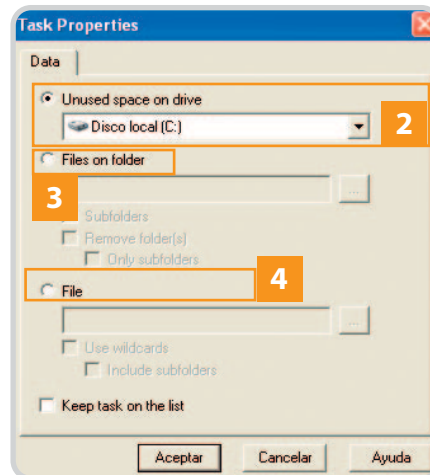 Task Properties
Data
Unused space on drive
Disco local (C:)
2
Files on folder
3
...
Subfolders
Remove folder(s)
Only subfolders
4
File
...
Use wildcards
Include subfolders
Keep task on the list
Aceptar Cancelar Ayuda